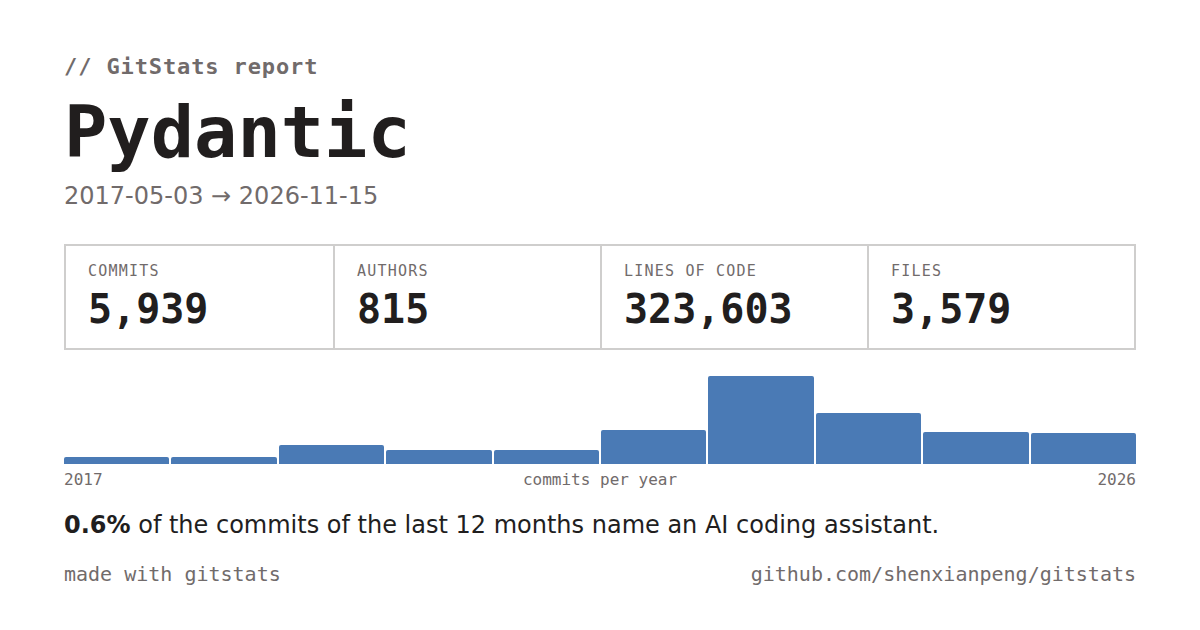 // GitStats report
Pydantic
2017-05-03 → 2026-11-15
COMMITS AUTHORS LINES OF CODE FILES
5,939 815 323,603 3,579
2017 commits per year 2026
0.6% of the commits of the last 12 months name an AI coding assistant.
made with gitstats github.com/shenxianpeng/gitstats